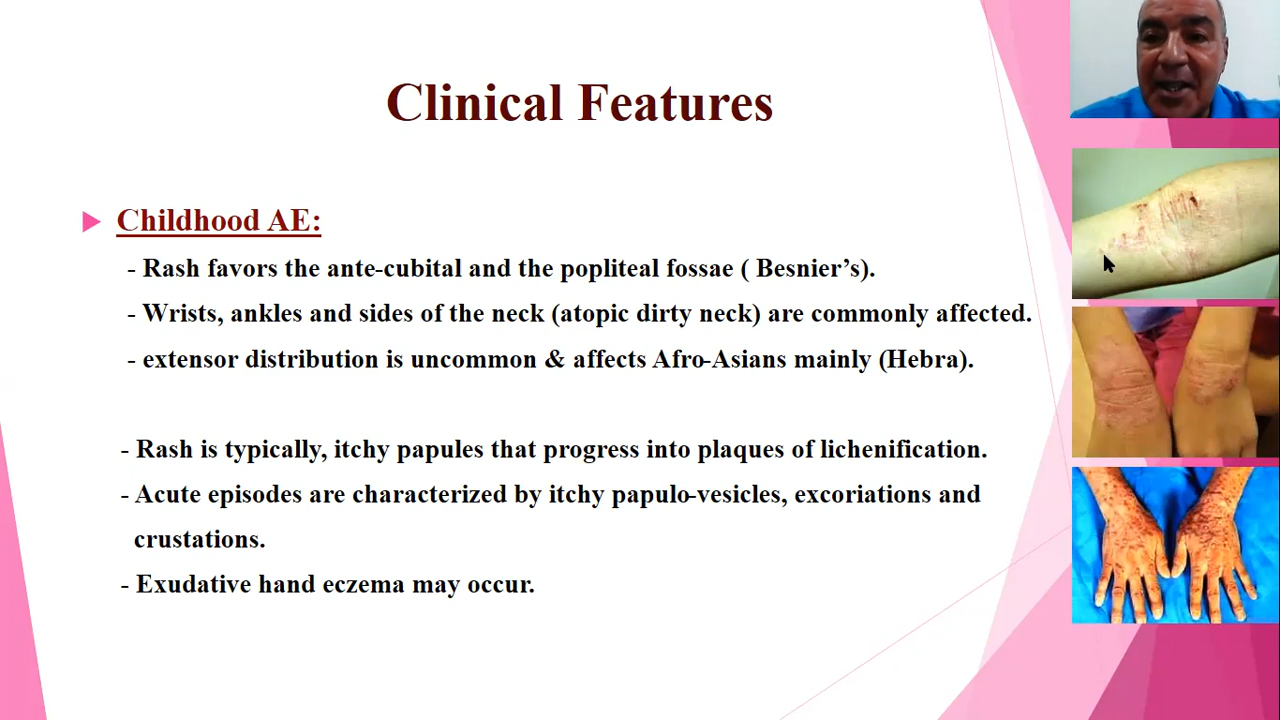 Clinical Features
Childhood AE:
- Rash favors the ante-cubital and the popliteal fossae ( Besnier’s).
- Wrists, ankles and sides of the neck (atopic dirty neck) are commonly affected.
- extensor distribution is uncommon & affects Afro-Asians mainly (Hebra).
- Rash is typically, itchy papules that progress into plaques of lichenification.
- Acute episodes are characterized by itchy papulo-vesicles, excoriations and
crustations.
- Exudative hand eczema may occur.